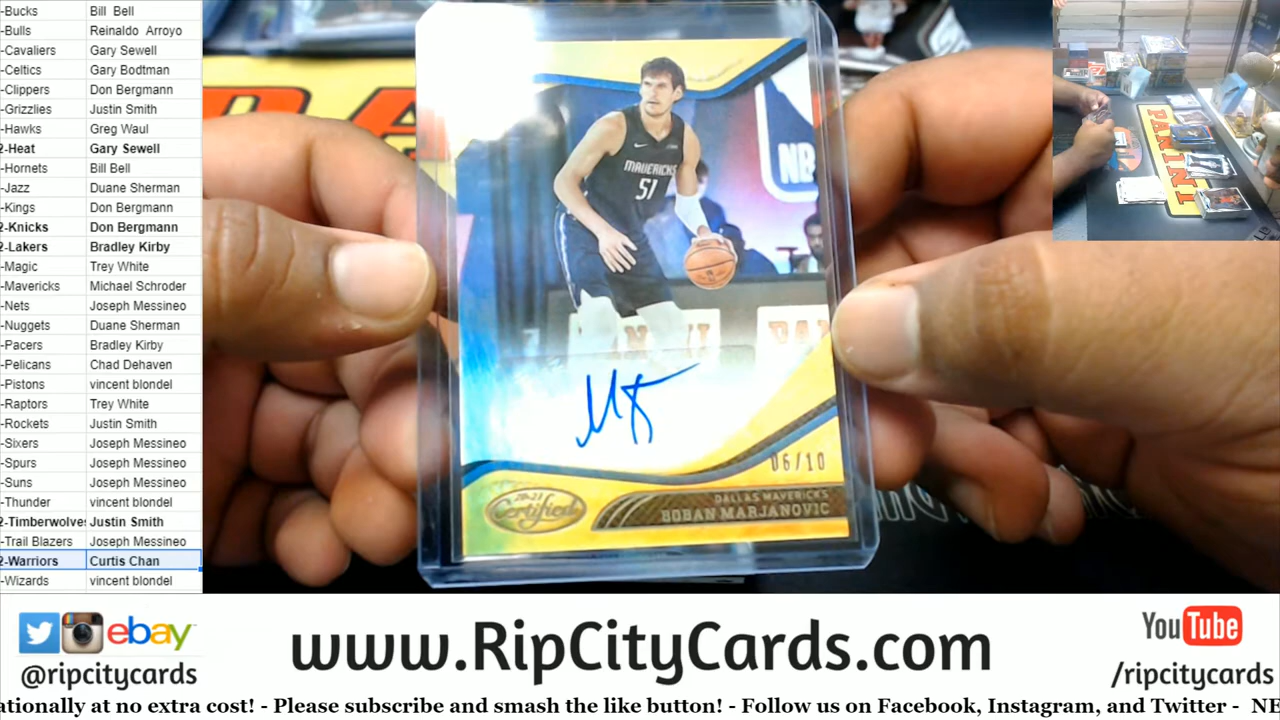 -Bucks Bill Bell
-Bulls Reinaldo Arroyo
-Cavaliers Gary Sewell
-Celtics Gary Bodtman
-Clippers Don Bergmann
-Grizzlies Justin Smith
-Hawks Greg Waul
2-Heat Gary Sewell
-Hornets Bill Bell
-Jazz Duane Sherman
-Kings Don Bergmann
2-Knicks Don Bergmann
2-Lakers Bradley Kirby
-Magic Trey White
-Mavericks Michael Schroder
-Nets Joseph Messineo
-Nuggets Duane Sherman
-Pacers Bradley Kirby
-Pelicans Chad Dehaven
-Pistons vincent blondel
-Raptors Trey White
-Rockets Justin Smith
-Sixers Joseph Messineo
-Spurs Joseph Messineo
-Suns Joseph Messineo
-Thunder vincent blondel
2-Timberwolves Justin Smith
-Trail Blazers Joseph Messineo
2-Warriors Curtis Chan
-Wizards vincent blondel
PANINI
NB
MAVERICKS
51
06/10
20-21
Certified
DALLAS MAVERICKS
BOBAN MARJANOVIC
ebay
@ripcitycards
www.RipCityCards.com
YouTube
/ripcitycards
ationally at no extra cost! - Please subscribe and smash the like button! - Follow us on Facebook, Instagram, and Twitter - NE